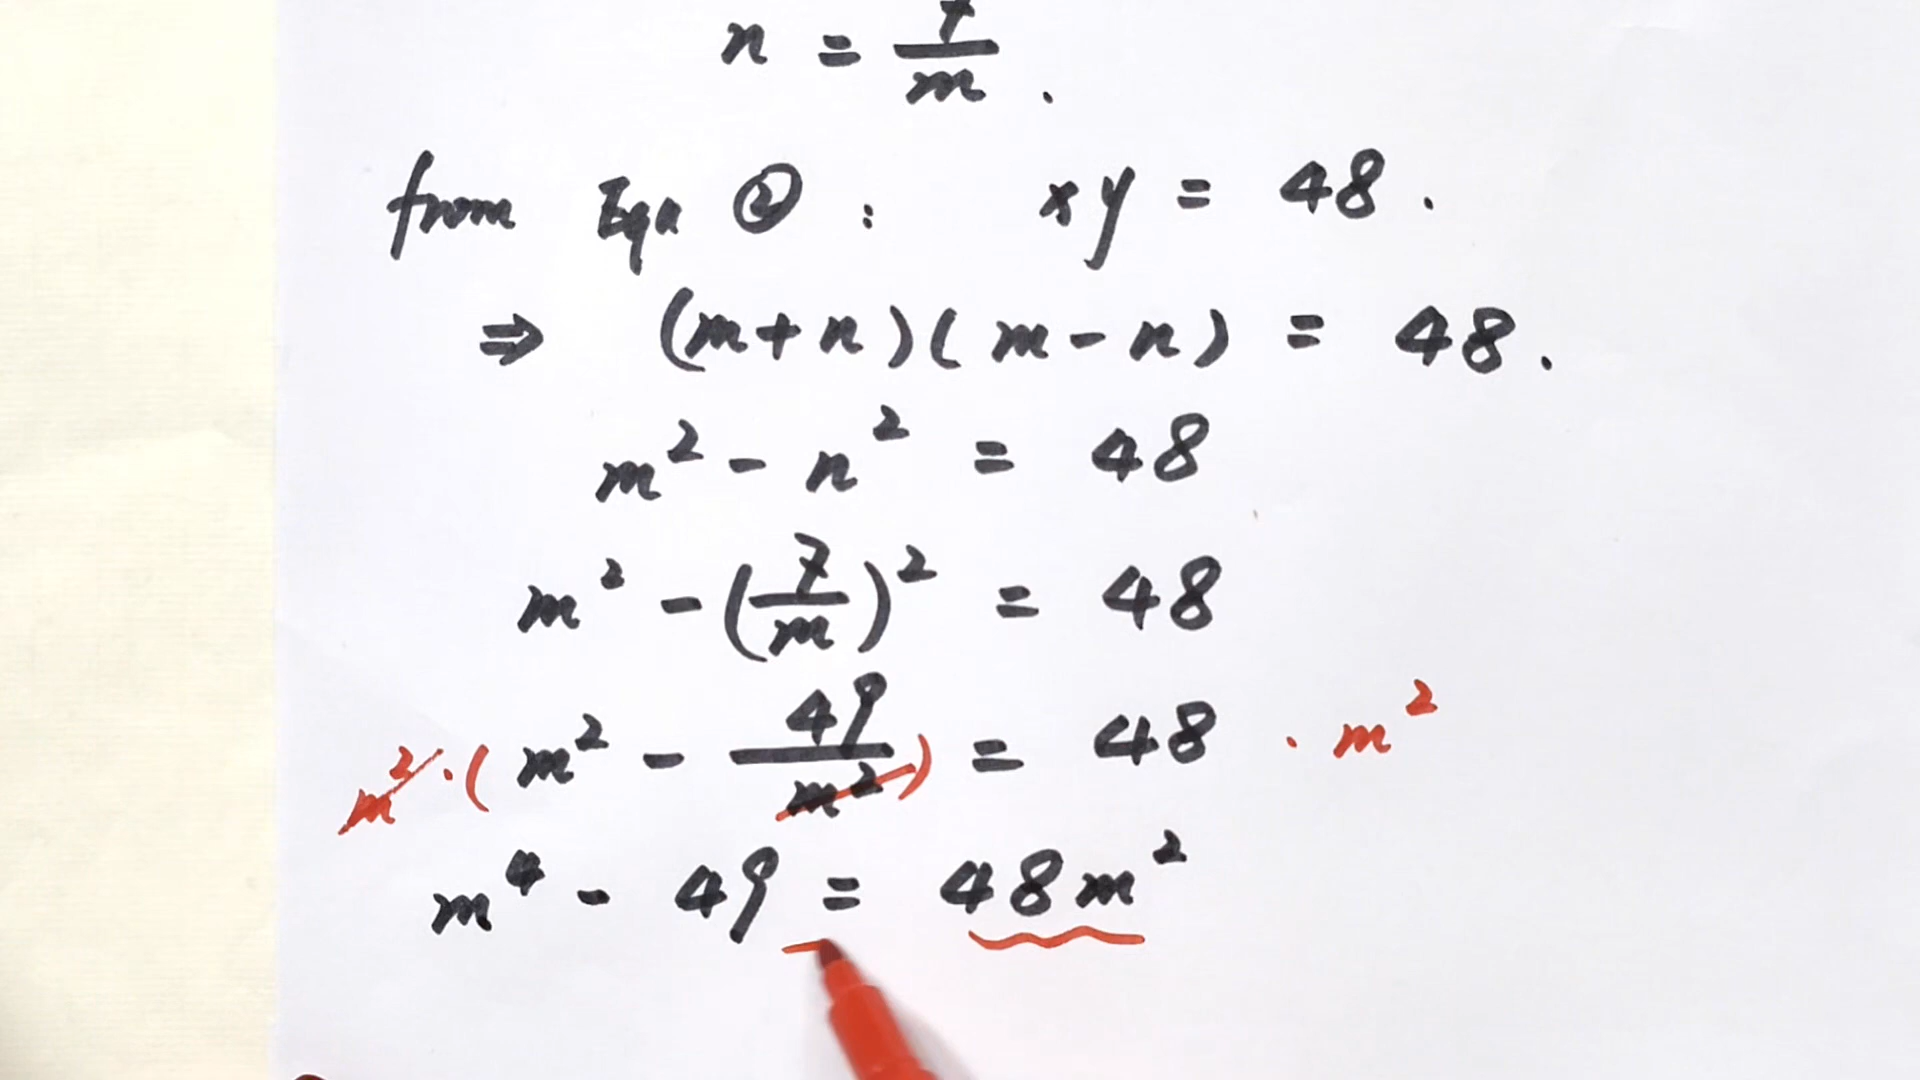 n = 7/m .
from Eqn ② : xy = 48 .
⇒ (m+n)(m-n) = 48 .
m² - n² = 48
m² - (7/m)² = 48
m² · ( m² - 49/m² ) = 48 · m²
m⁴ - 49 = 48m²